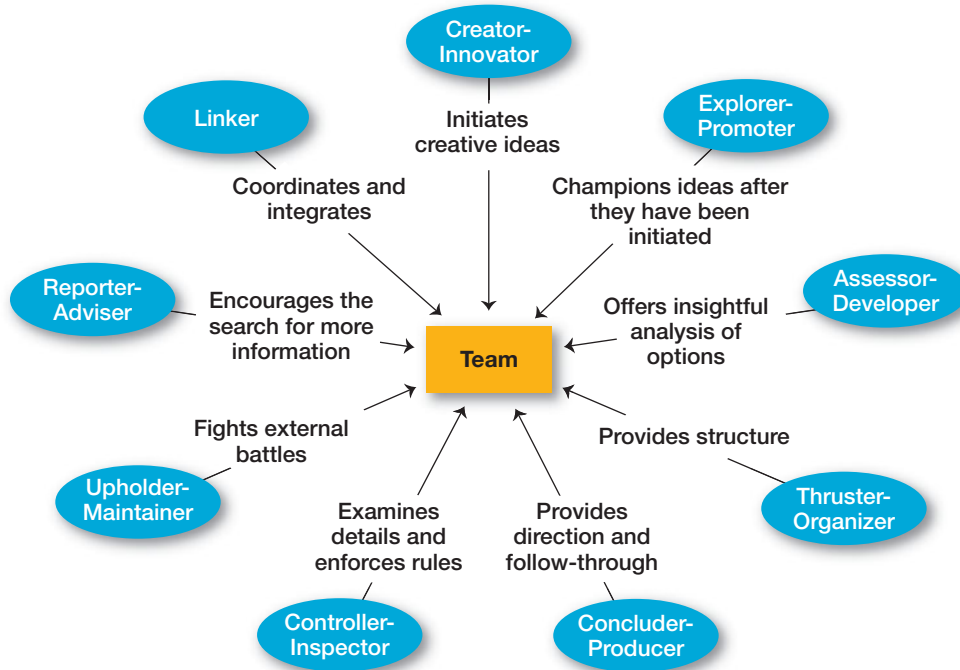 Creator-
Innovator
Initiates
creative ideas
Explorer-
Promoter
Champions ideas after
they have been
initiated
Assessor-
Developer
Offers insightful
analysis of
options
Thruster-
Organizer
Provides structure
Concluder-
Producer
Provides
direction and
follow-through
Controller-
Inspector
Examines
details and
enforces rules
Upholder-
Maintainer
Fights external
battles
Reporter-
Adviser
Encourages the
search for more
information
Linker
Coordinates and
integrates
Team